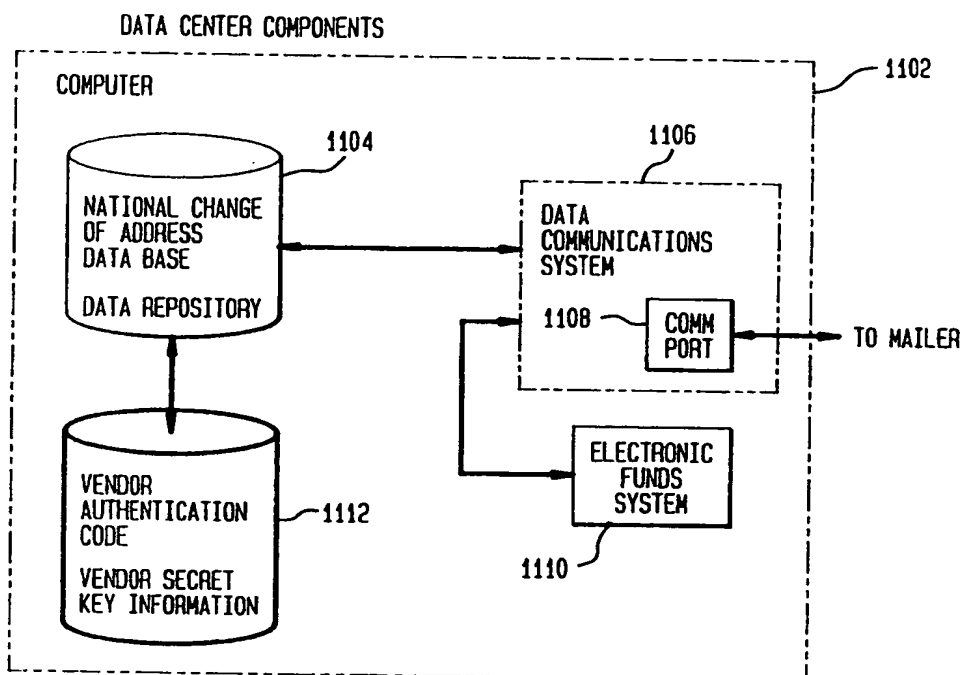 DATA CENTER COMPONENTS
1102
COMPUTER
1104
NATIONAL CHANGE
OF ADDRESS
DATA BASE
DATA REPOSITORY
1106
DATA
COMMUNICATIONS
SYSTEM
1108
COMM
PORT
TO MAILER
VENDOR
AUTHENTICATION
CODE
VENDOR SECRET
KEY INFORMATION
1112
ELECTRONIC
FUNDS
SYSTEM
1110